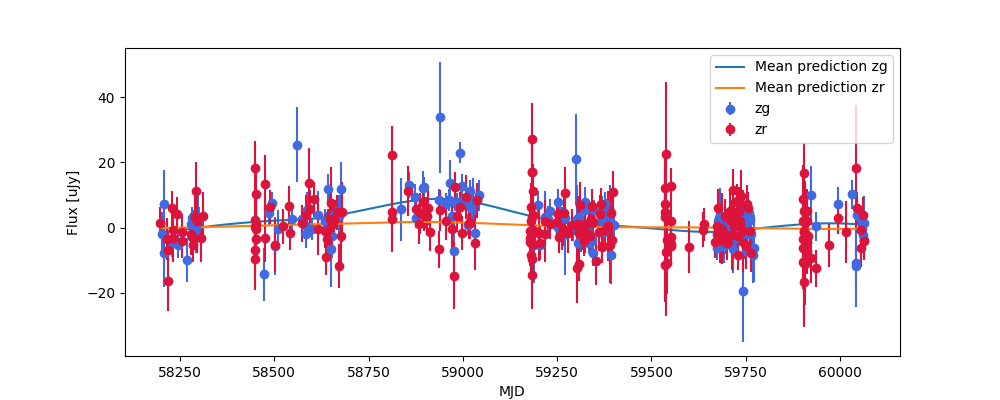 Mean prediction zg
Mean prediction zr
zg
zr
Flux [uJy]
40
20
0
−20
58250 58500 58750 59000 59250 59500 59750 60000
MJD